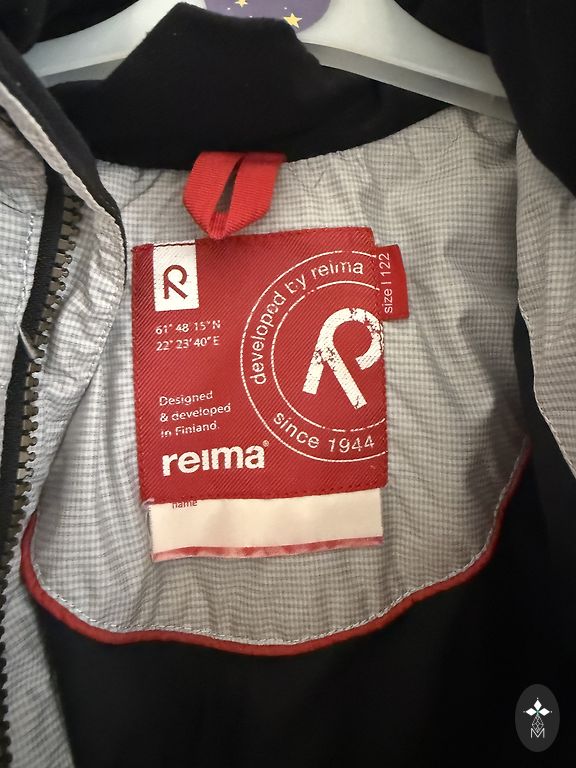 R
61° 48' 15" N
22° 23' 40" E
developed by reima
R
since 1944
size | 122
Designed
& developed
in Finland.
reima®
name
M